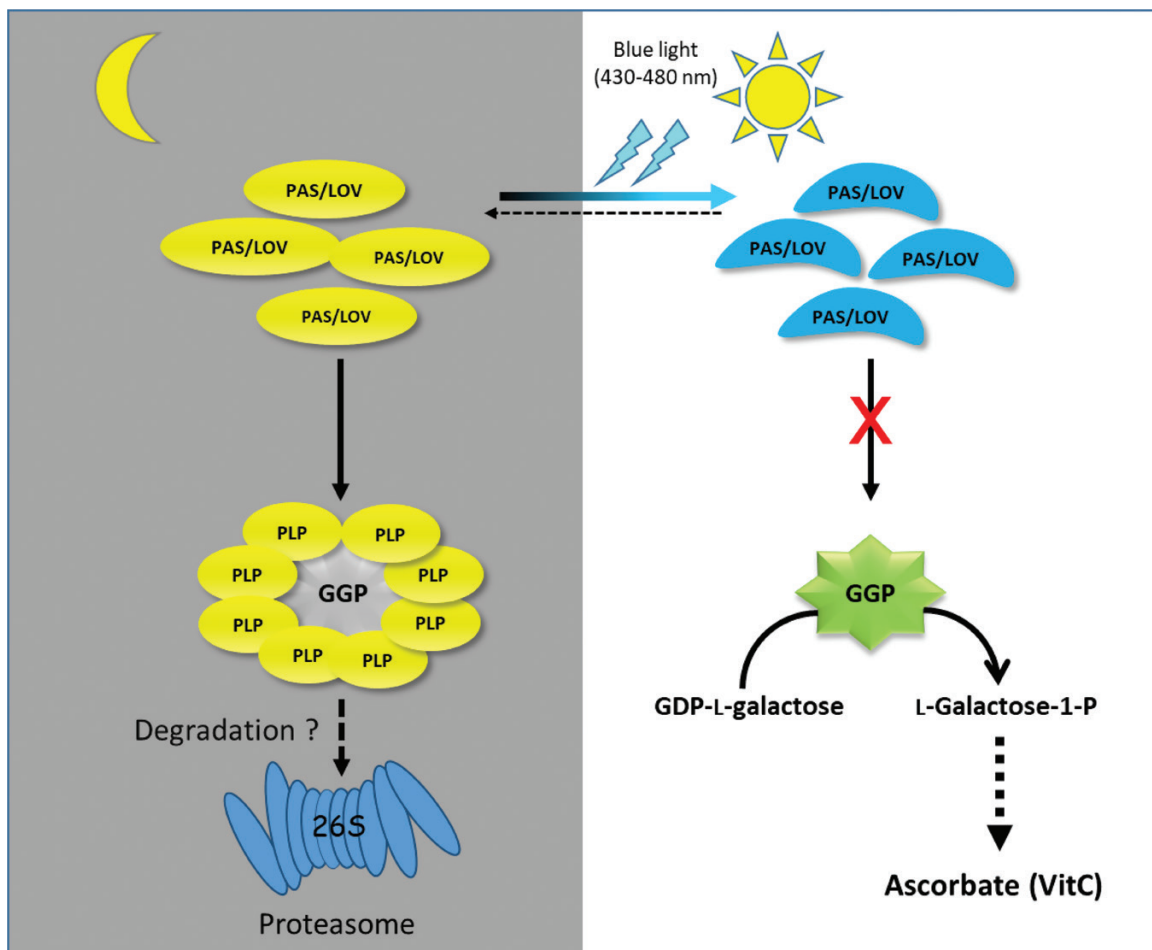 Blue light
(430-480 nm)
PAS/LOV
PAS/LOV
PAS/LOV
PAS/LOV
PAS/LOV
PAS/LOV
PAS/LOV
PAS/LOV
X
PLP
PLP
PLP
PLP
GGP
PLP
PLP
PLP
PLP
GGP
GDP-L-galactose
L-Galactose-1-P
Degradation ?
26S
Proteasome
Ascorbate (VitC)